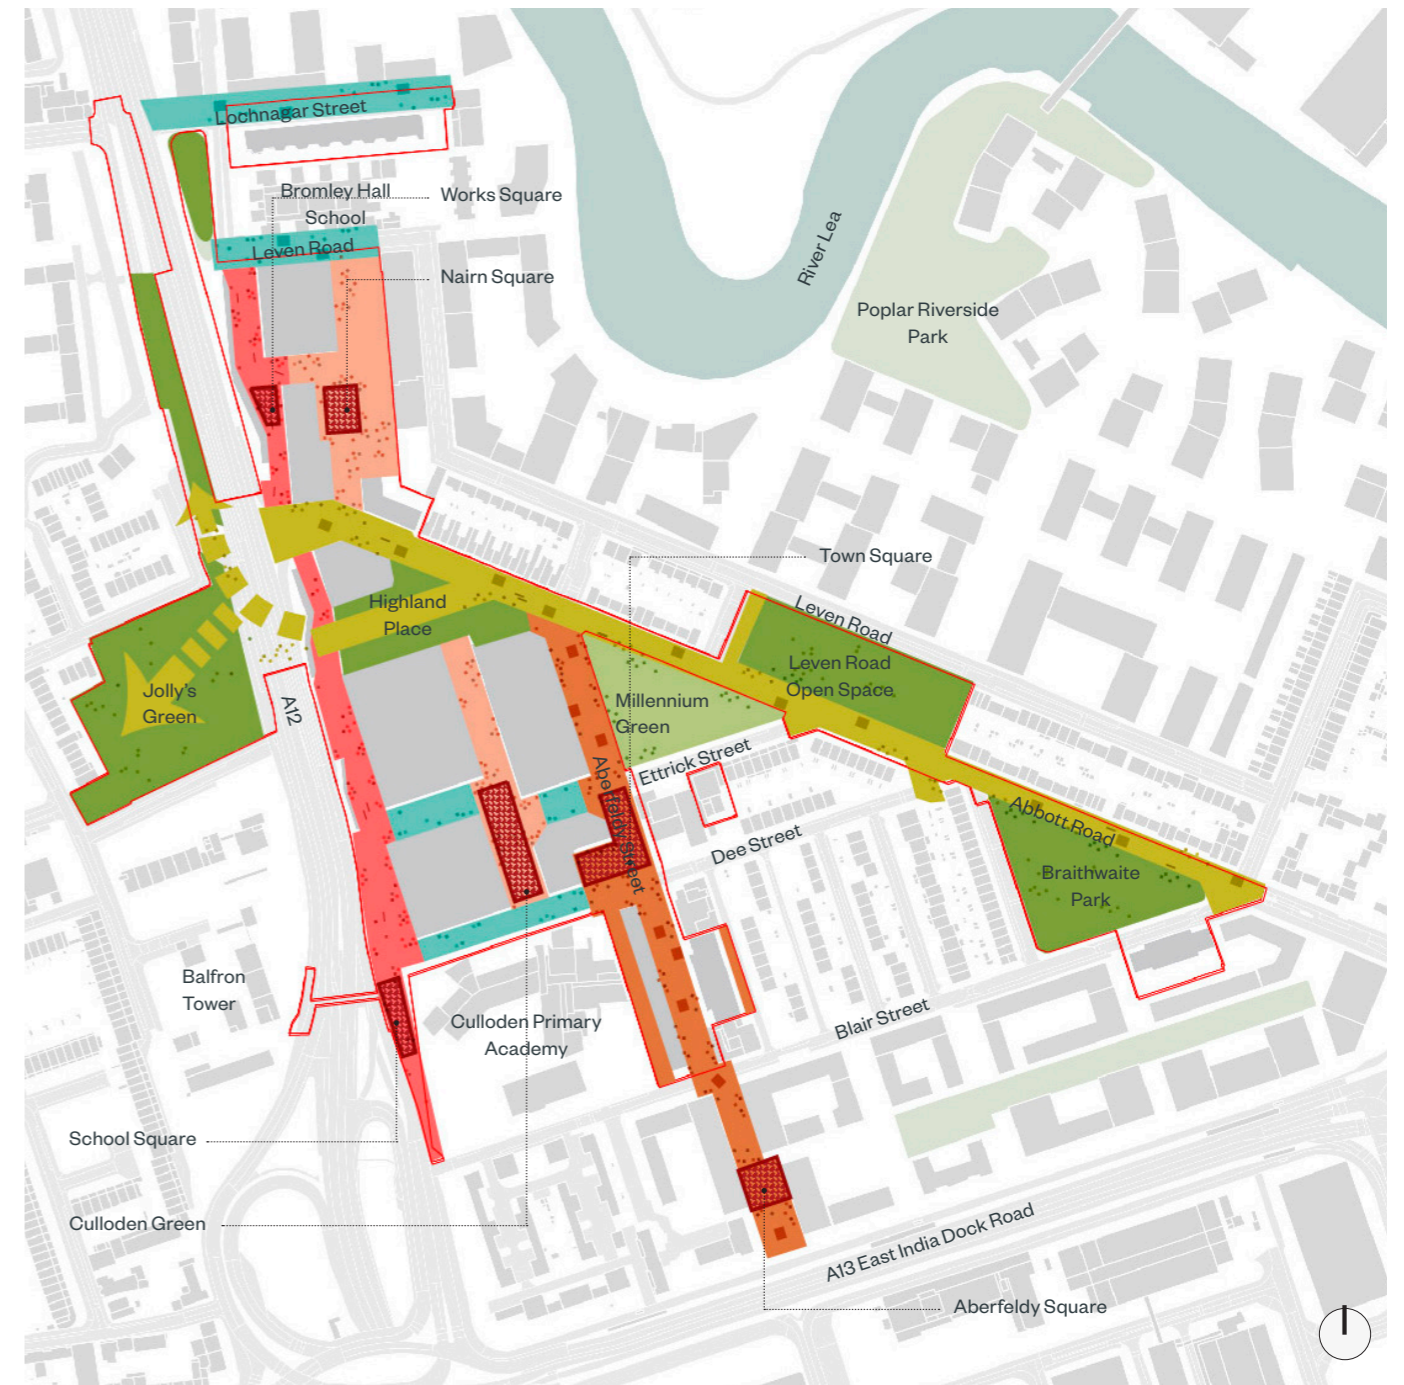 Lochnagar Street
Bromley Hall
School
Works Square
Leven Road
Nairn Square
River Lea
Poplar Riverside
Park
Town Square
Highland
Place
Leven Road
Leven Road
Open Space
Jolly's
Green
A12
Millennium
Green
Ettrick Street
Aberfeldy Street
Dee Street
Abbott Road
Braithwaite
Park
Balfron
Tower
Culloden Primary
Academy
Blair Street
School Square
Culloden Green
A13 East India Dock Road
Aberfeldy Square